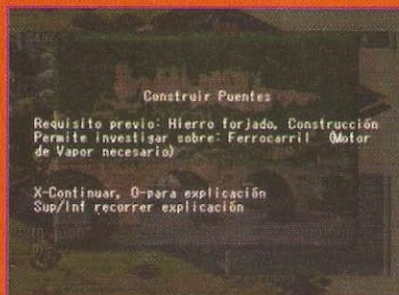 Construir Puentes
Requisito previo: Hierro forjado, Construcción
Permite investigar sobre: Ferrocarril (Motor
de Vapor necesario)
X-Continuar, O-para explicación
Sup/Inf recorrer explicación